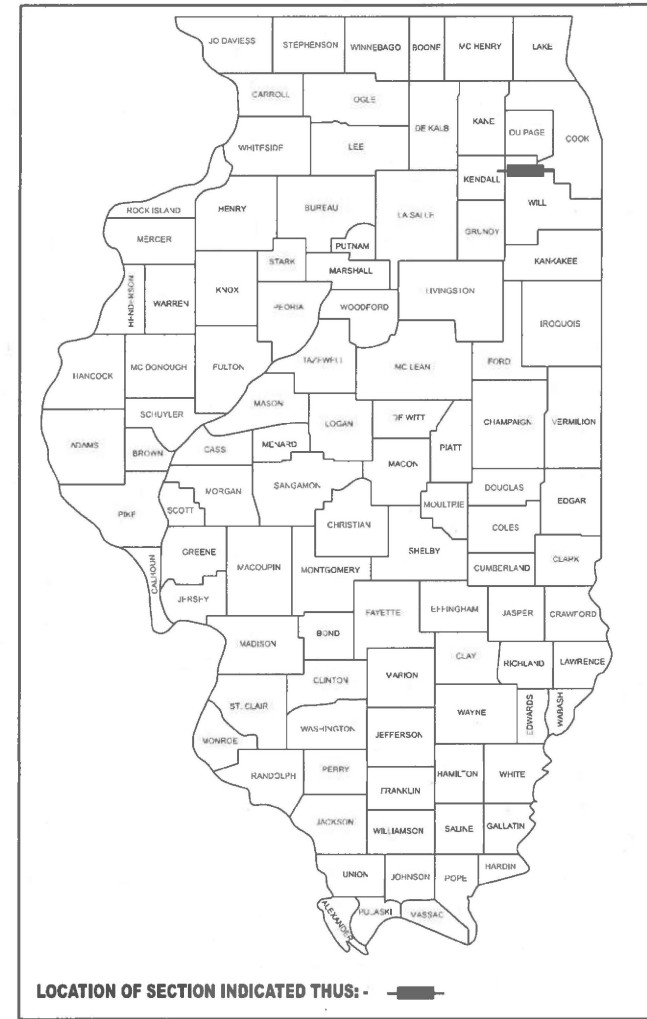 JO DAVIESS STEPHENSON WINNEBAGO BOONE MC HENRY LAKE
CARROLL OGLE DE KALB KANE DU PAGE COOK
WHITESIDE LEE KENDALL WILL
ROCK ISLAND HENRY BUREAU LA SALLE GRUNDY
MERCER PUTNAM KANKAKEE
STARK MARSHALL
HENDERSON WARREN KNOX PEORIA WOODFORD LIVINGSTON IROQUOIS
HANCOCK MC DONOUGH FULTON TAZEWELL MC LEAN FORD
SCHUYLER MASON LOGAN DE WITT CHAMPAIGN VERMILION
ADAMS BROWN CASS MENARD MACON PIATT
PIKE SCOTT MORGAN SANGAMON CHRISTIAN MOULTRIE DOUGLAS EDGAR
COLES
CALHOUN GREENE MACOUPIN MONTGOMERY SHELBY CUMBERLAND CLARK
JERSEY FAYETTE EFFINGHAM JASPER CRAWFORD
MADISON BOND CLAY RICHLAND LAWRENCE
CLINTON MARION
ST. CLAIR WASHINGTON JEFFERSON WAYNE EDWARDS WABASH
MONROE
RANDOLPH PERRY FRANKLIN HAMILTON WHITE
JACKSON WILLIAMSON SALINE GALLATIN
UNION JOHNSON POPE HARDIN
ALEXANDER PULASKI MASSAC
LOCATION OF SECTION INDICATED THUS: -